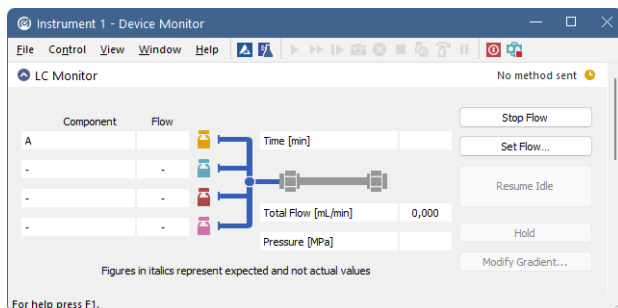 Instrument 1 - Device Monitor
File Control View Window Help
LC Monitor No method sent
Component Flow
A
Time [min]
-  -
-  -
-  -
Total Flow [mL/min] 0,000
Pressure [MPa]
Figures in italics represent expected and not actual values
Stop Flow
Set Flow...
Resume Idle
Hold
Modify Gradient...
For help press F1.